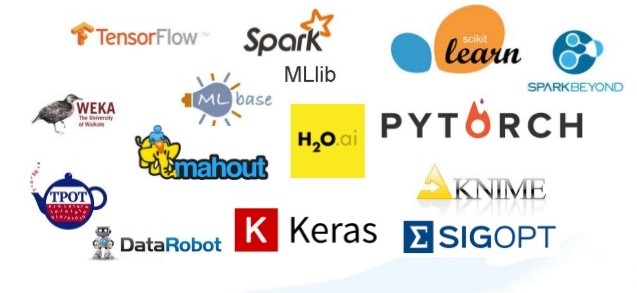 TensorFlow™
Spark
MLlib
scikit
learn
SPARKBEYOND
WEKA
The University
of Waikato
ML base
mahout
H2O.ai
PYTORCH
TPOT
KNIME
DataRobot
K Keras
Σ SIGOPT